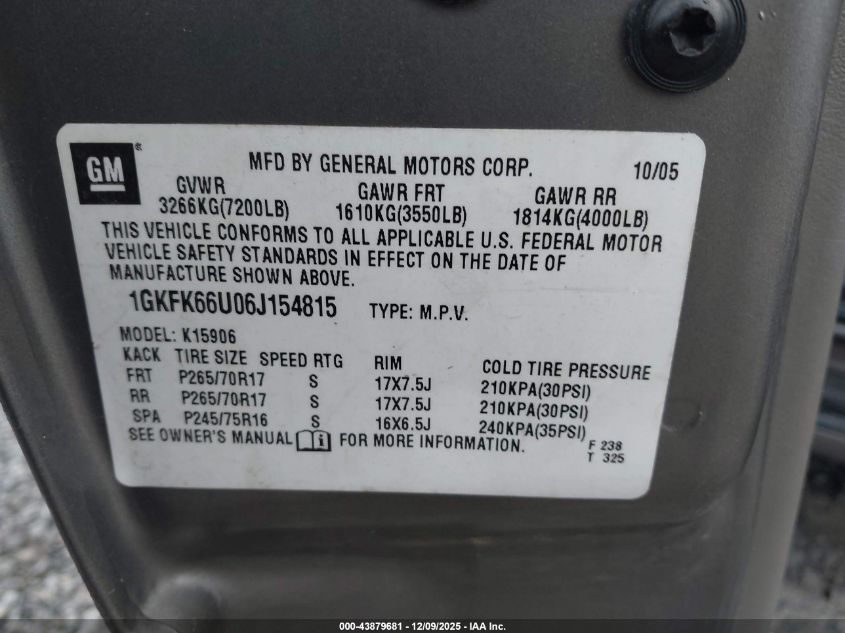 GM ®
MFD BY GENERAL MOTORS CORP. 10/05
GVWR GAWR FRT GAWR RR
3266KG(7200LB) 1610KG(3550LB) 1814KG(4000LB)
THIS VEHICLE CONFORMS TO ALL APPLICABLE U.S. FEDERAL MOTOR
VEHICLE SAFETY STANDARDS IN EFFECT ON THE DATE OF
MANUFACTURE SHOWN ABOVE.
1GKFK66U06J154815 TYPE: M.P.V.
MODEL: K15906
KACK TIRE SIZE SPEED RTG RIM COLD TIRE PRESSURE
FRT P265/70R17 S 17X7.5J 210KPA(30PSI)
RR P265/70R17 S 17X7.5J 210KPA(30PSI)
SPA P245/75R16 S 16X6.5J 240KPA(35PSI)
SEE OWNER'S MANUAL FOR MORE INFORMATION.
F 238
T 325
000-43879681 - 12/09/2025 - IAA Inc.